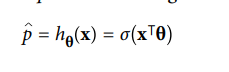 p̂ = h_θ(x) = σ(x⊤θ)